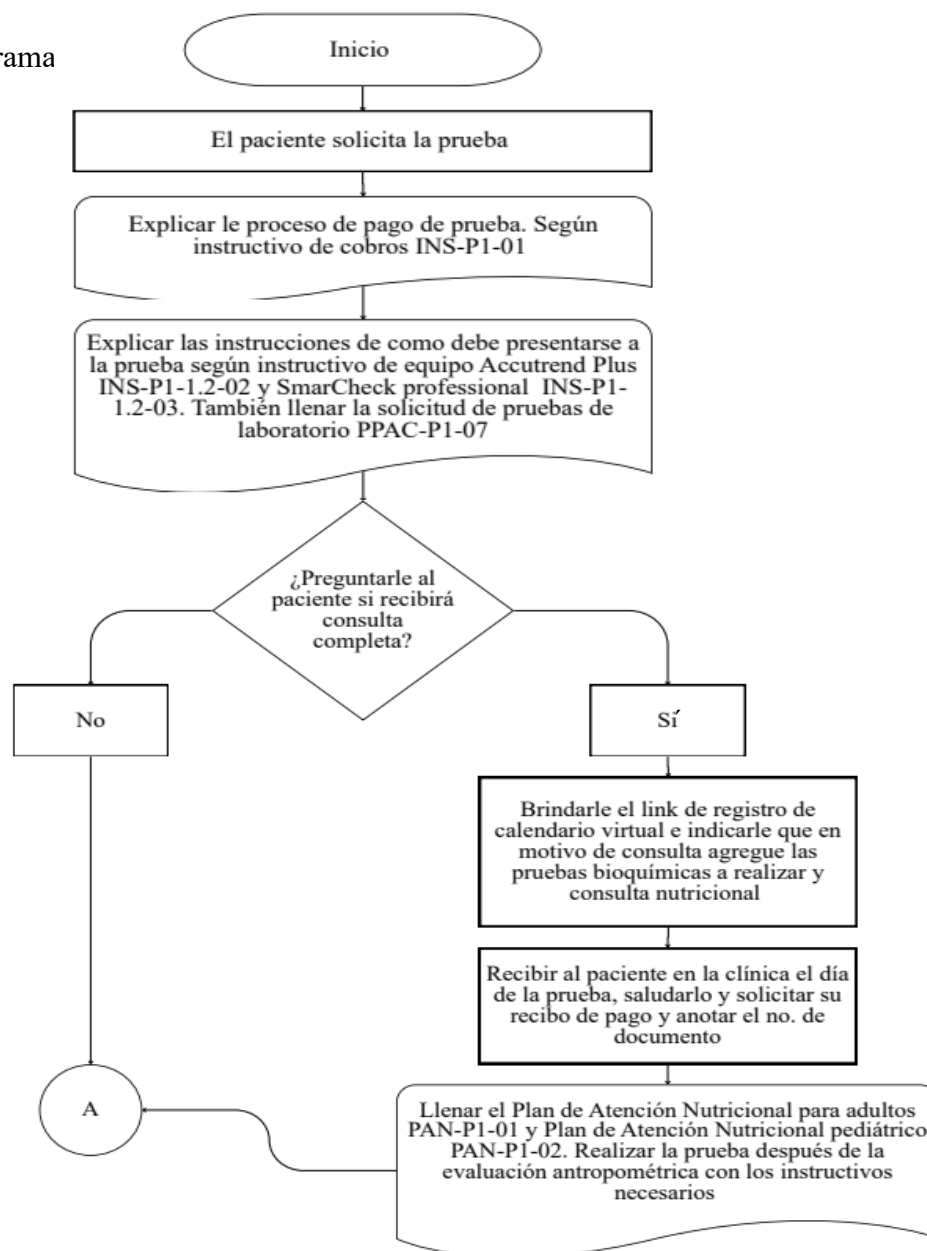 rama
Inicio
El paciente solicita la prueba
Explicar le proceso de pago de prueba. Según
instructivo de cobros INS-P1-01
Explicar las instrucciones de como debe presentarse a
la prueba según instructivo de equipo Accutrend Plus
INS-P1-1.2-02 y SmarCheck professional INS-P1-
1.2-03. También llenar la solicitud de pruebas de
laboratorio PPAC-P1-07
¿Preguntarle al
paciente si recibirá
consulta
completa?
No
Sí
Brindarle el link de registro de
calendario virtual e indicarle que en
motivo de consulta agregue las
pruebas bioquímicas a realizar y
consulta nutricional
Recibir al paciente en la clínica el día
de la prueba, saludarlo y solicitar su
recibo de pago y anotar el no. de
documento
A
Llenar el Plan de Atención Nutricional para adultos
PAN-P1-01 y Plan de Atención Nutricional pediátrico
PAN-P1-02. Realizar la prueba después de la
evaluación antropométrica con los instructivos
necesarios